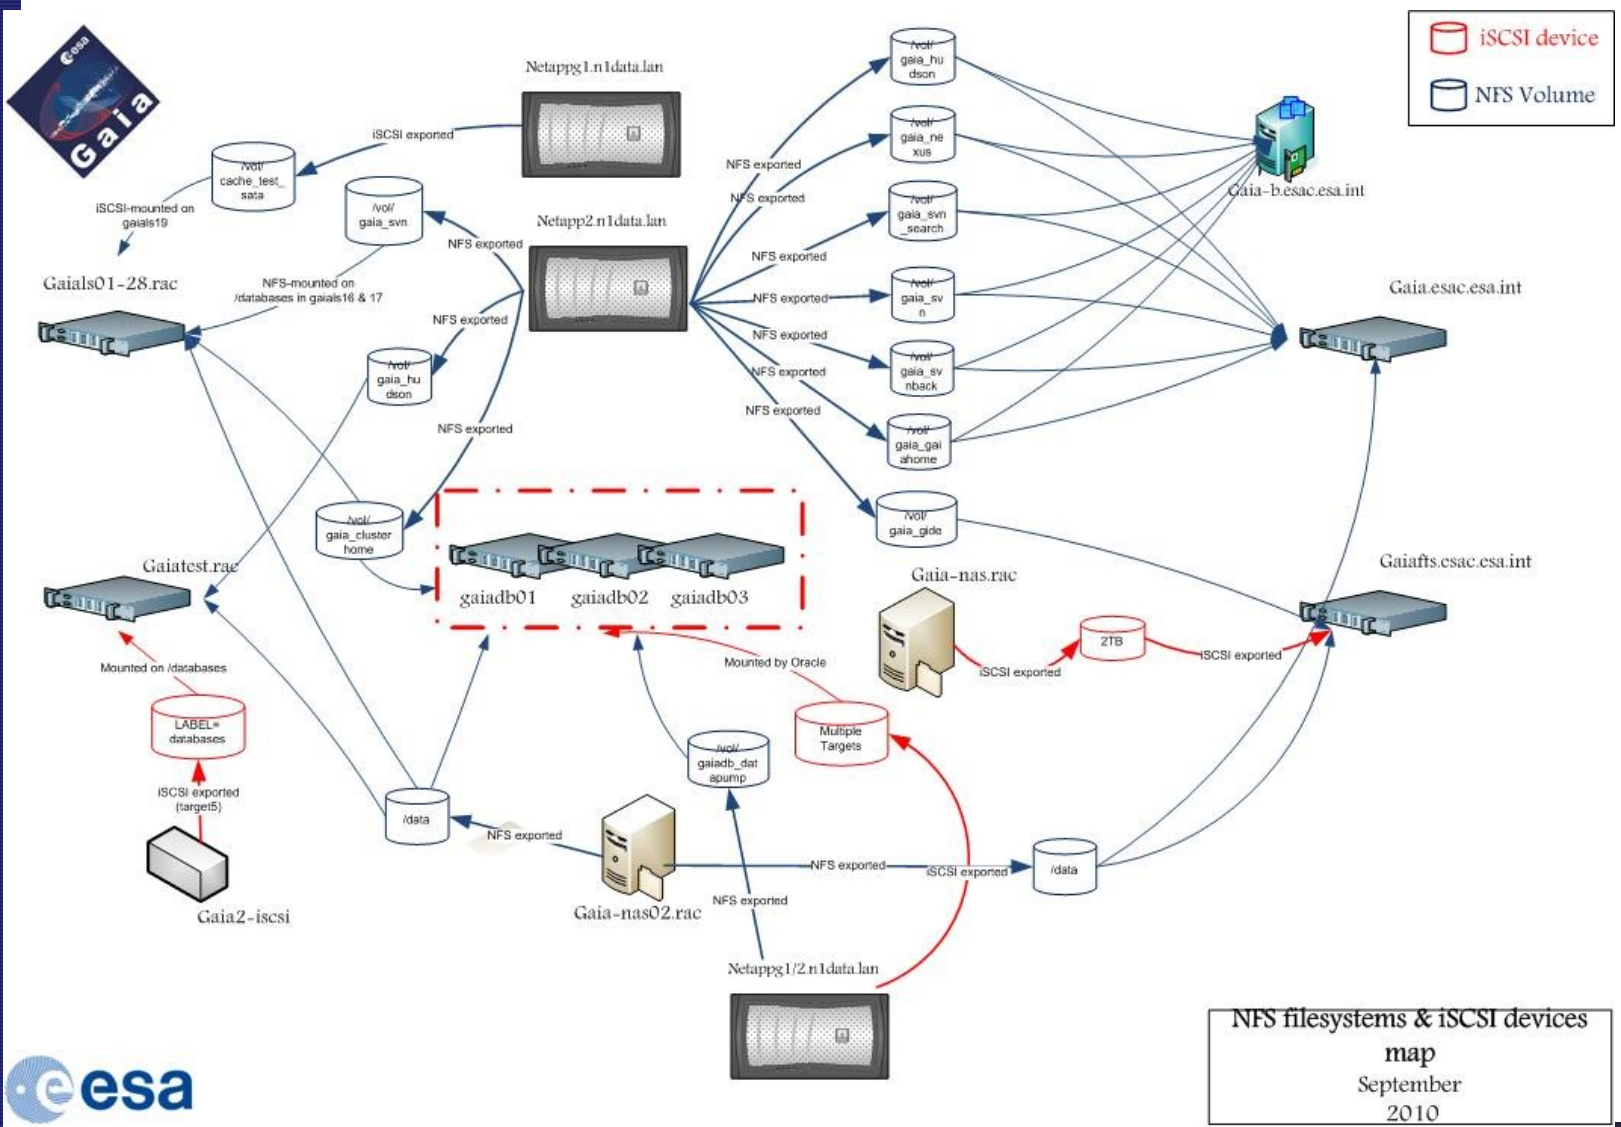 esa
Gaia
iSCSI device
NFS Volume
Netappg1.n1data.lan
iSCSI exported
/vol/
cache_test_
sata
iSCSI-mounted on
gaials19
Gaials01-28.rac
/vol/
gaia_svn
NFS-mounted on
/databases in gaials16 & 17
Netapp2.n1data.lan
NFS exported
NFS exported
NFS exported
/vol/
gaia_hu
dson
/vol/
gaia_cluster
home
NFS exported
NFS exported
NFS exported
NFS exported
NFS exported
NFS exported
NFS exported
/vol/
gaia_hu
dson
/vol/
gaia_ne
xus
/vol/
gaia_svn
_search
/vol/
gaia_sv
n
/vol/
gaia_sv
nback
/vol/
gaia_gai
ahome
/vol/
gaia_gide
Gaia-b.esac.esa.int
Gaia.esac.esa.int
Gaiafts.esac.esa.int
Gaiatest.rac
gaiadb01
gaiadb02
gaiadb03
Gaia-nas.rac
iSCSI exported
2TB
iSCSI exported
Mounted on /databases
LABEL=
databases
iSCSI exported
(target5)
Gaia2-iscsi
Mounted by Oracle
Multiple
Targets
/vol/
gaiadb_dat
apump
/data
NFS exported
Gaia-nas02.rac
NFS exported
iSCSI exported
/data
NFS exported
Netappg1/2.n1data.lan
esa
NFS filesystems & iSCSI devices
map
September
2010